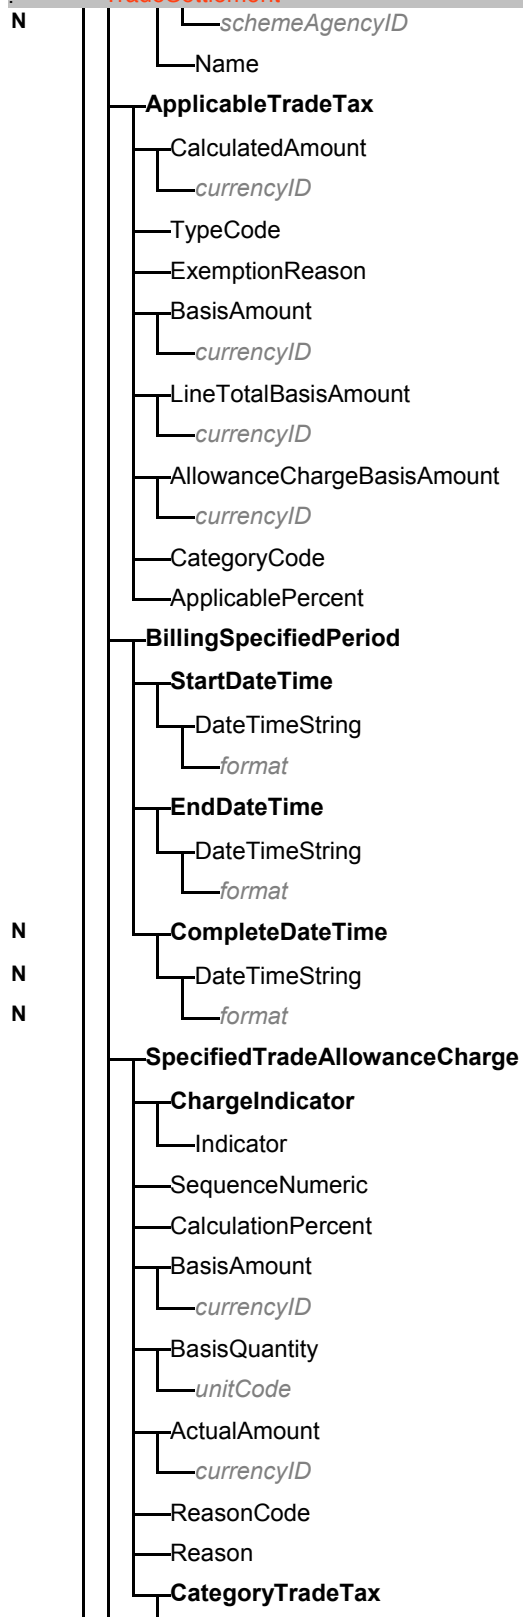 TradeSettlement
N schemeAgencyID
Name
ApplicableTradeTax
CalculatedAmount
currencyID
TypeCode
ExemptionReason
BasisAmount
currencyID
LineTotalBasisAmount
currencyID
AllowanceChargeBasisAmount
currencyID
CategoryCode
ApplicablePercent
BillingSpecifiedPeriod
StartDateTime
DateTimeString
format
EndDateTime
DateTimeString
format
N CompleteDateTime
N DateTimeString
N format
SpecifiedTradeAllowanceCharge
ChargeIndicator
Indicator
SequenceNumeric
CalculationPercent
BasisAmount
currencyID
BasisQuantity
unitCode
ActualAmount
currencyID
ReasonCode
Reason
CategoryTradeTax